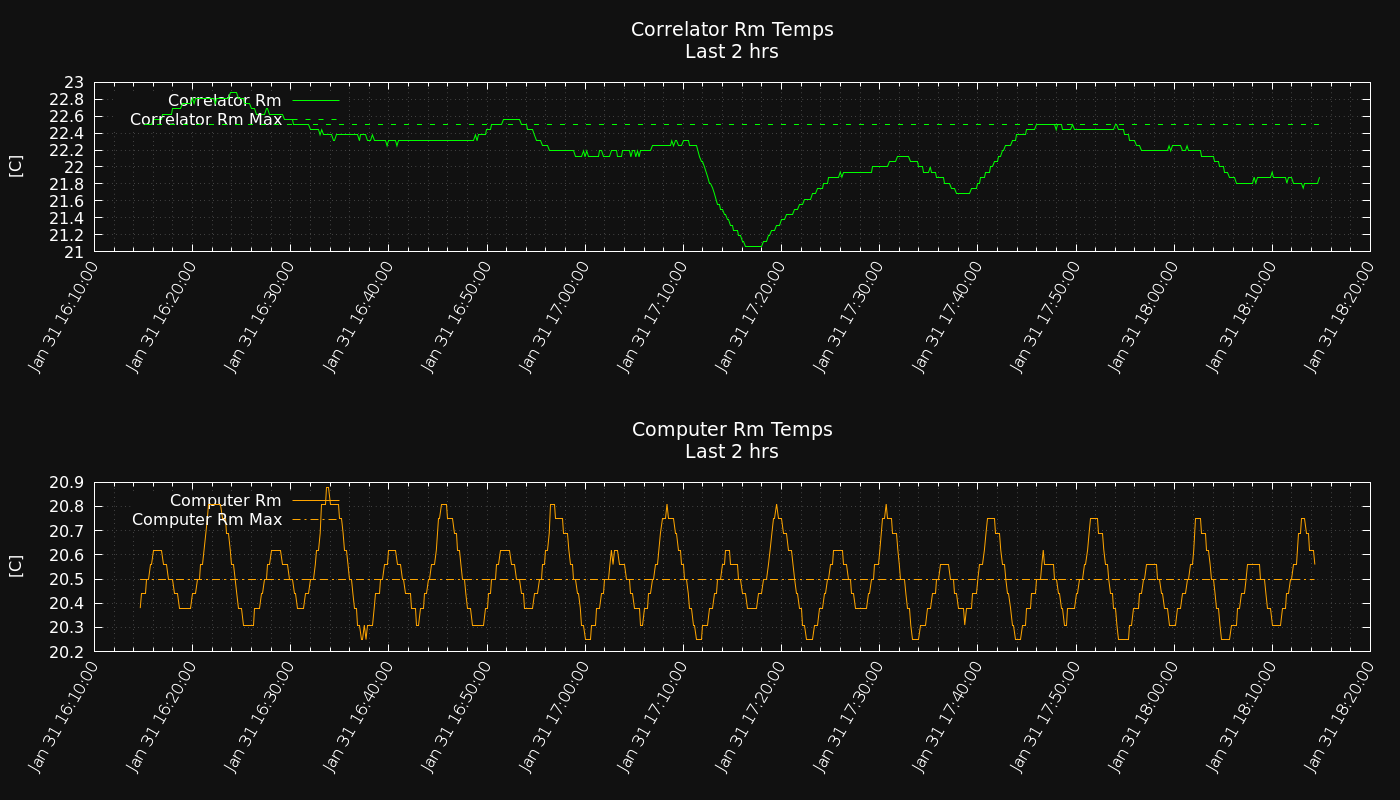 Correlator Rm Temps
Last 2 hrs
Correlator Rm
Correlator Rm Max
[C]
23
22.8
22.6
22.4
22.2
22
21.8
21.6
21.4
21.2
21
Jan 31 16:10:00
Jan 31 16:20:00
Jan 31 16:30:00
Jan 31 16:40:00
Jan 31 16:50:00
Jan 31 17:00:00
Jan 31 17:10:00
Jan 31 17:20:00
Jan 31 17:30:00
Jan 31 17:40:00
Jan 31 17:50:00
Jan 31 18:00:00
Jan 31 18:10:00
Jan 31 18:20:00
Computer Rm Temps
Last 2 hrs
Computer Rm
Computer Rm Max
[C]
20.9
20.8
20.7
20.6
20.5
20.4
20.3
20.2
Jan 31 16:10:00
Jan 31 16:20:00
Jan 31 16:30:00
Jan 31 16:40:00
Jan 31 16:50:00
Jan 31 17:00:00
Jan 31 17:10:00
Jan 31 17:20:00
Jan 31 17:30:00
Jan 31 17:40:00
Jan 31 17:50:00
Jan 31 18:00:00
Jan 31 18:10:00
Jan 31 18:20:00